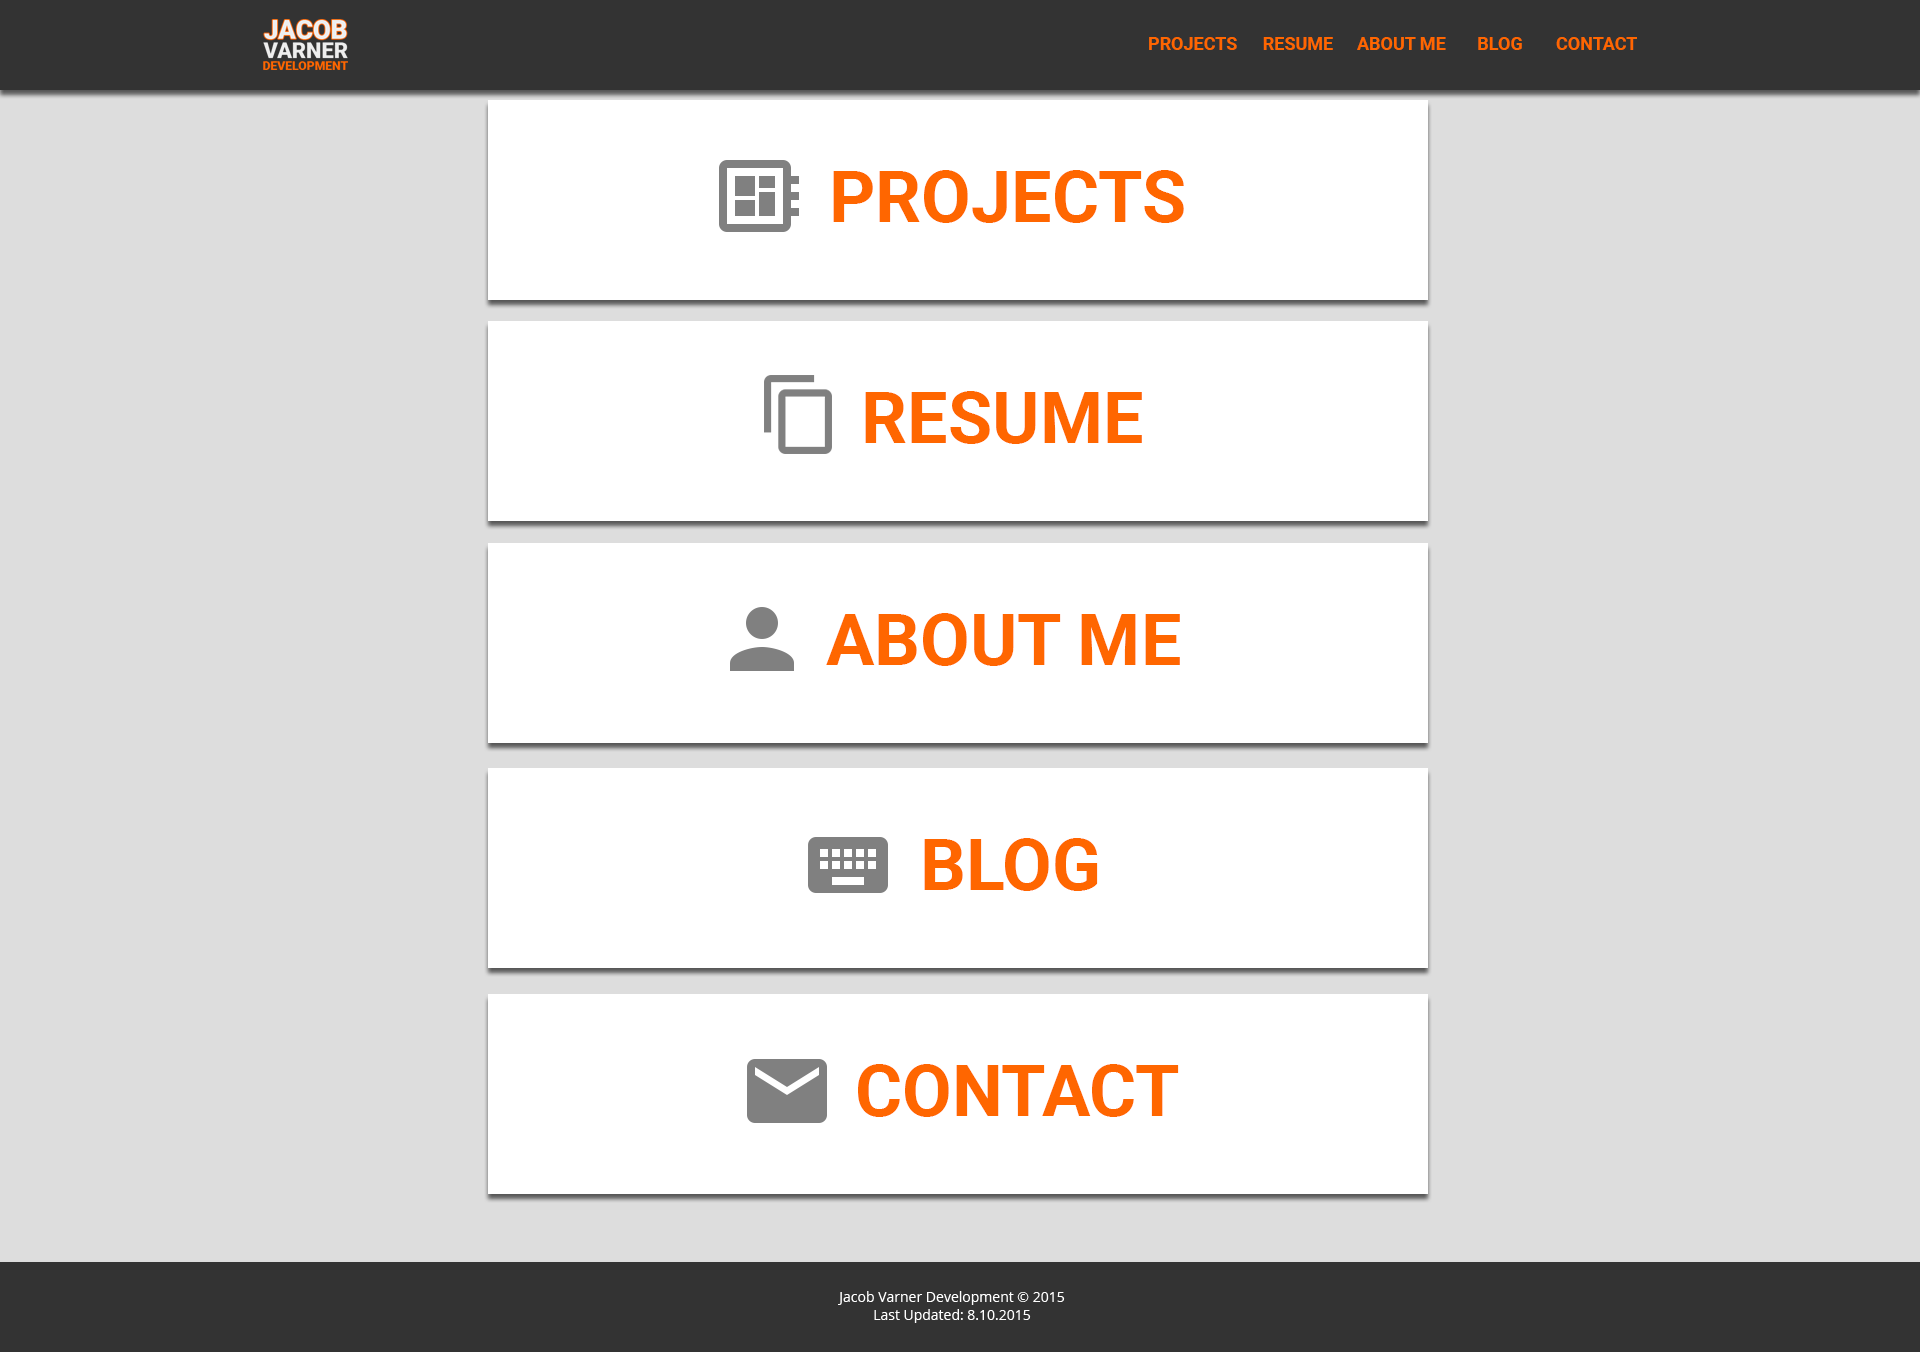 JACOB
VARNER
DEVELOPMENT
PROJECTS RESUME ABOUT ME BLOG CONTACT
PROJECTS
RESUME
ABOUT ME
BLOG
CONTACT
Jacob Varner Development © 2015
Last Updated: 8.10.2015